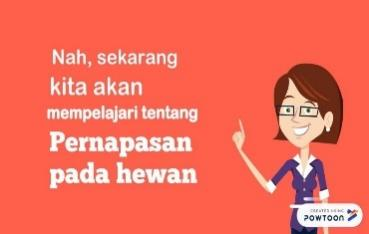 Nah, sekarang
kita akan
mempelajari tentang
Pernapasan
pada hewan
CREATED USING
POWTOON